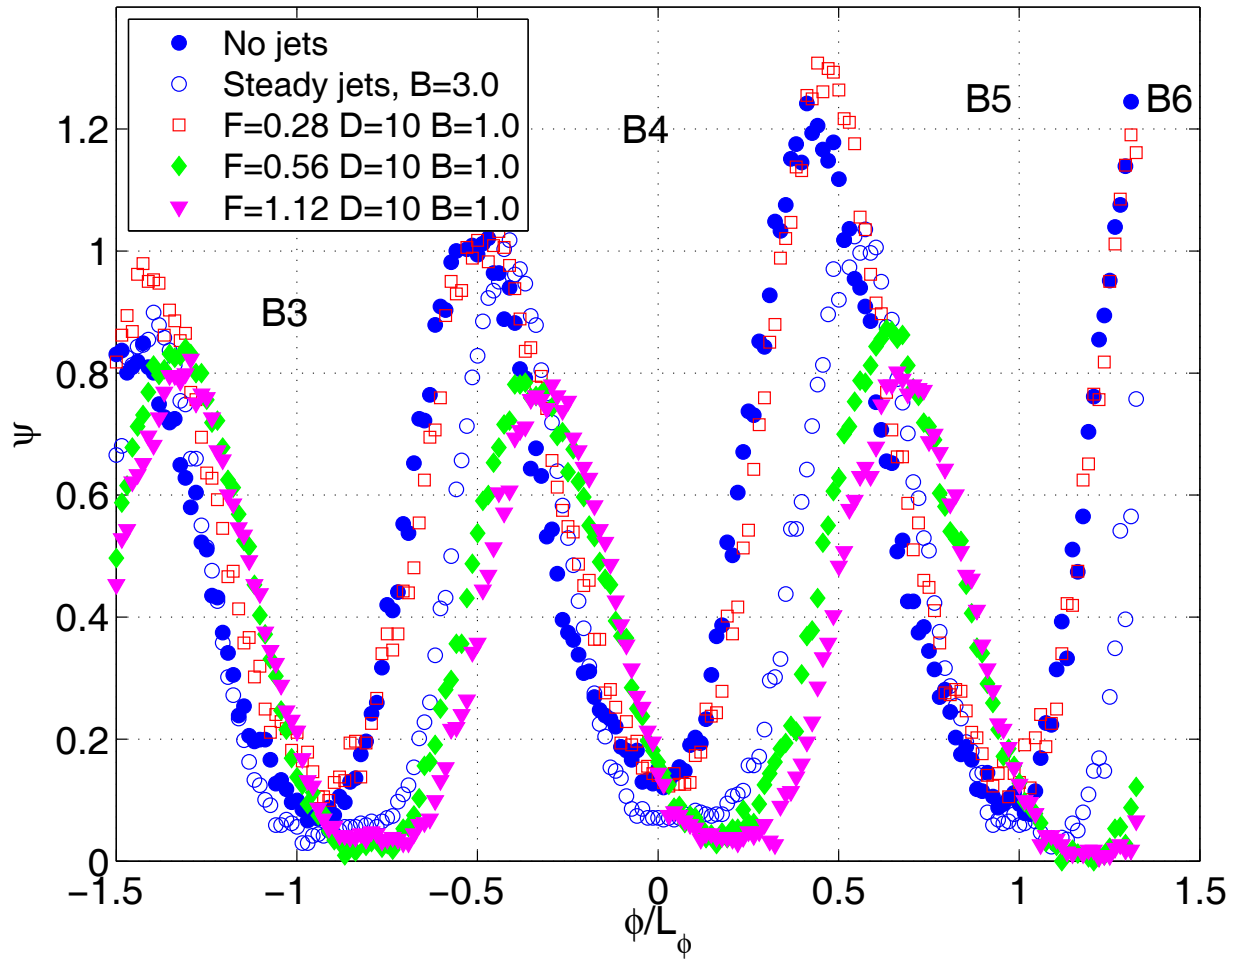 No jets
Steady jets, B=3.0
F=0.28 D=10 B=1.0
F=0.56 D=10 B=1.0
F=1.12 D=10 B=1.0
B3
B4
B5
B6
ψ
1.2
1
0.8
0.6
0.4
0.2
0
−1.5
−1
−0.5
0
0.5
1
1.5
ϕ/L_ϕ